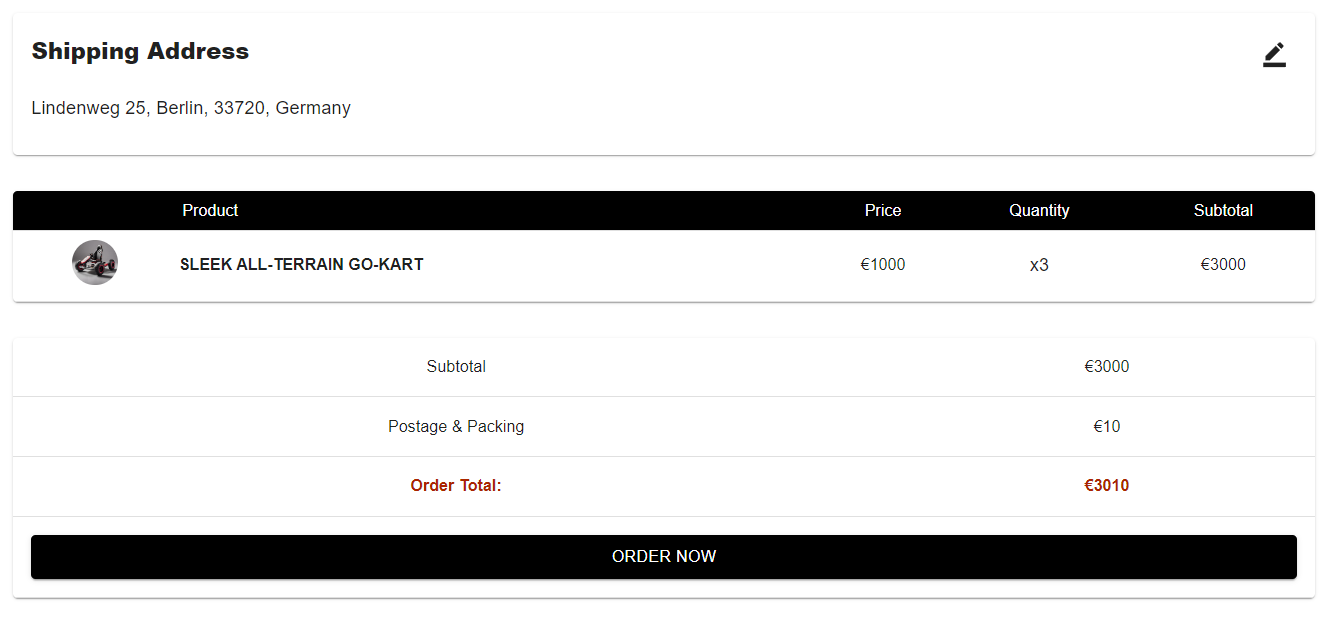 Shipping Address
Lindenweg 25, Berlin, 33720, Germany
Product Price Quantity Subtotal
SLEEK ALL-TERRAIN GO-KART €1000 x3 €3000
Subtotal €3000
Postage & Packing €10
Order Total: €3010
ORDER NOW